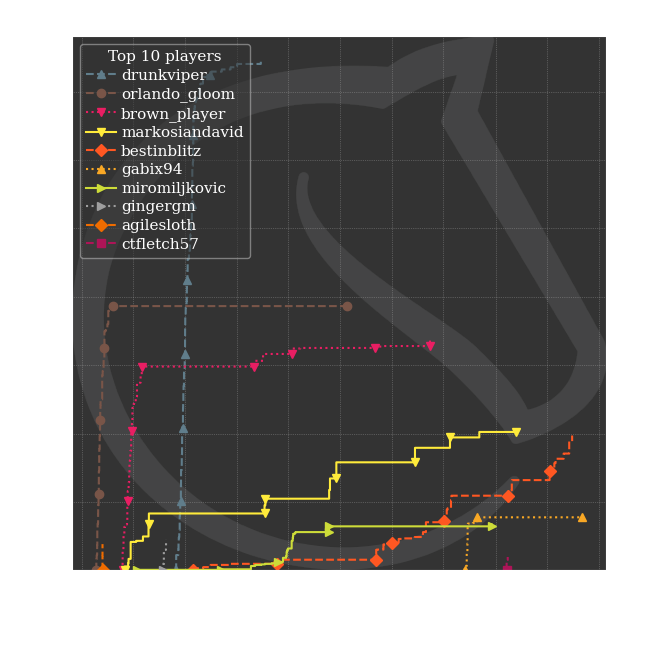 Top 10 players
drunkviper
orlando_gloom
brown_player
markosiandavid
bestinblitz
gabix94
miromiljkovic
gingergm
agilesloth
ctfletch57